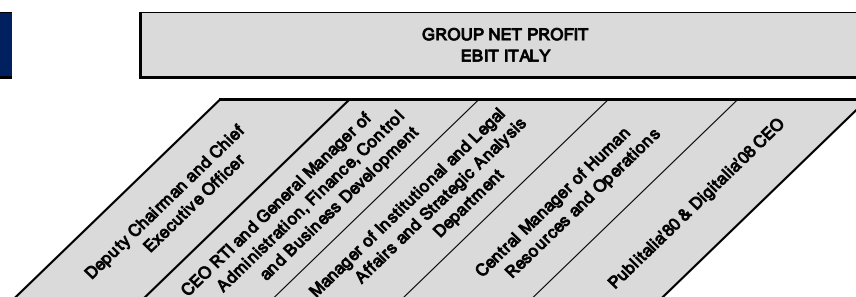 GROUP NET PROFIT
EBIT ITALY
Deputy Chairman and Chief
Executive Officer
CEO RTI and General Manager of
Administration, Finance, Control
and Business Development
Manager of Institutional and Legal
Affairs and Strategic Analysis
Department
Central Manager of Human
Resources and Operations
Publitalia'80 & Digitalia'08 CEO